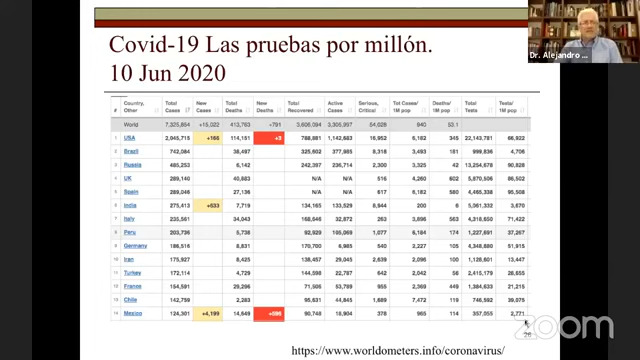 Covid-19 Las pruebas por millón.
10 Jun 2020
Dr. Alejandro ...
# Country, Other Total Cases New Cases Total Deaths New Deaths Total Recovered Active Cases Serious, Critical Tot Cases/ 1M pop Deaths/ 1M pop Total Tests Tests/ 1M pop
World 7,325,854 +15,022 413,763 +791 3,606,094 3,305,997 54,028 940 53.1
1 USA 2,045,715 +166 114,151 +3 788,881 1,142,683 16,952 6,182 345 22,143,781 66,922
2 Brazil 742,084 38,497 325,602 377,985 8,318 3,493 181 999,836 4,706
3 Russia 485,253 6,142 242,397 236,714 2,300 3,325 42 13,254,678 90,828
4 UK 289,140 40,883 N/A N/A 516 4,260 602 5,870,506 86,502
5 Spain 289,046 27,136 N/A N/A 617 6,180 580 4,465,338 95,508
6 India 275,413 +533 7,719 134,165 133,529 8,944 200 6 5,061,332 3,670
7 Italy 235,561 34,043 168,646 32,872 263 3,896 563 4,318,650 71,422
8 Peru 203,736 5,738 92,929 105,069 1,077 6,184 174 1,227,697 37,267
9 Germany 186,516 8,831 170,700 6,985 540 2,227 105 4,348,880 51,915
10 Iran 175,927 8,425 138,457 29,045 2,639 2,096 100 1,128,601 13,447
11 Turkey 172,114 4,729 144,598 22,787 642 2,042 56 2,415,179 28,655
12 France 154,591 29,296 71,506 53,789 955 2,369 449 1,384,633 21,215
13 Chile 142,759 2,283 95,631 44,845 1,689 7,472 119 746,592 39,075
14 Mexico 124,301 +4,199 14,649 +596 90,748 18,904 378 965 114 357,055 2,771
zoom
26
https://www.worldometers.info/coronavirus/